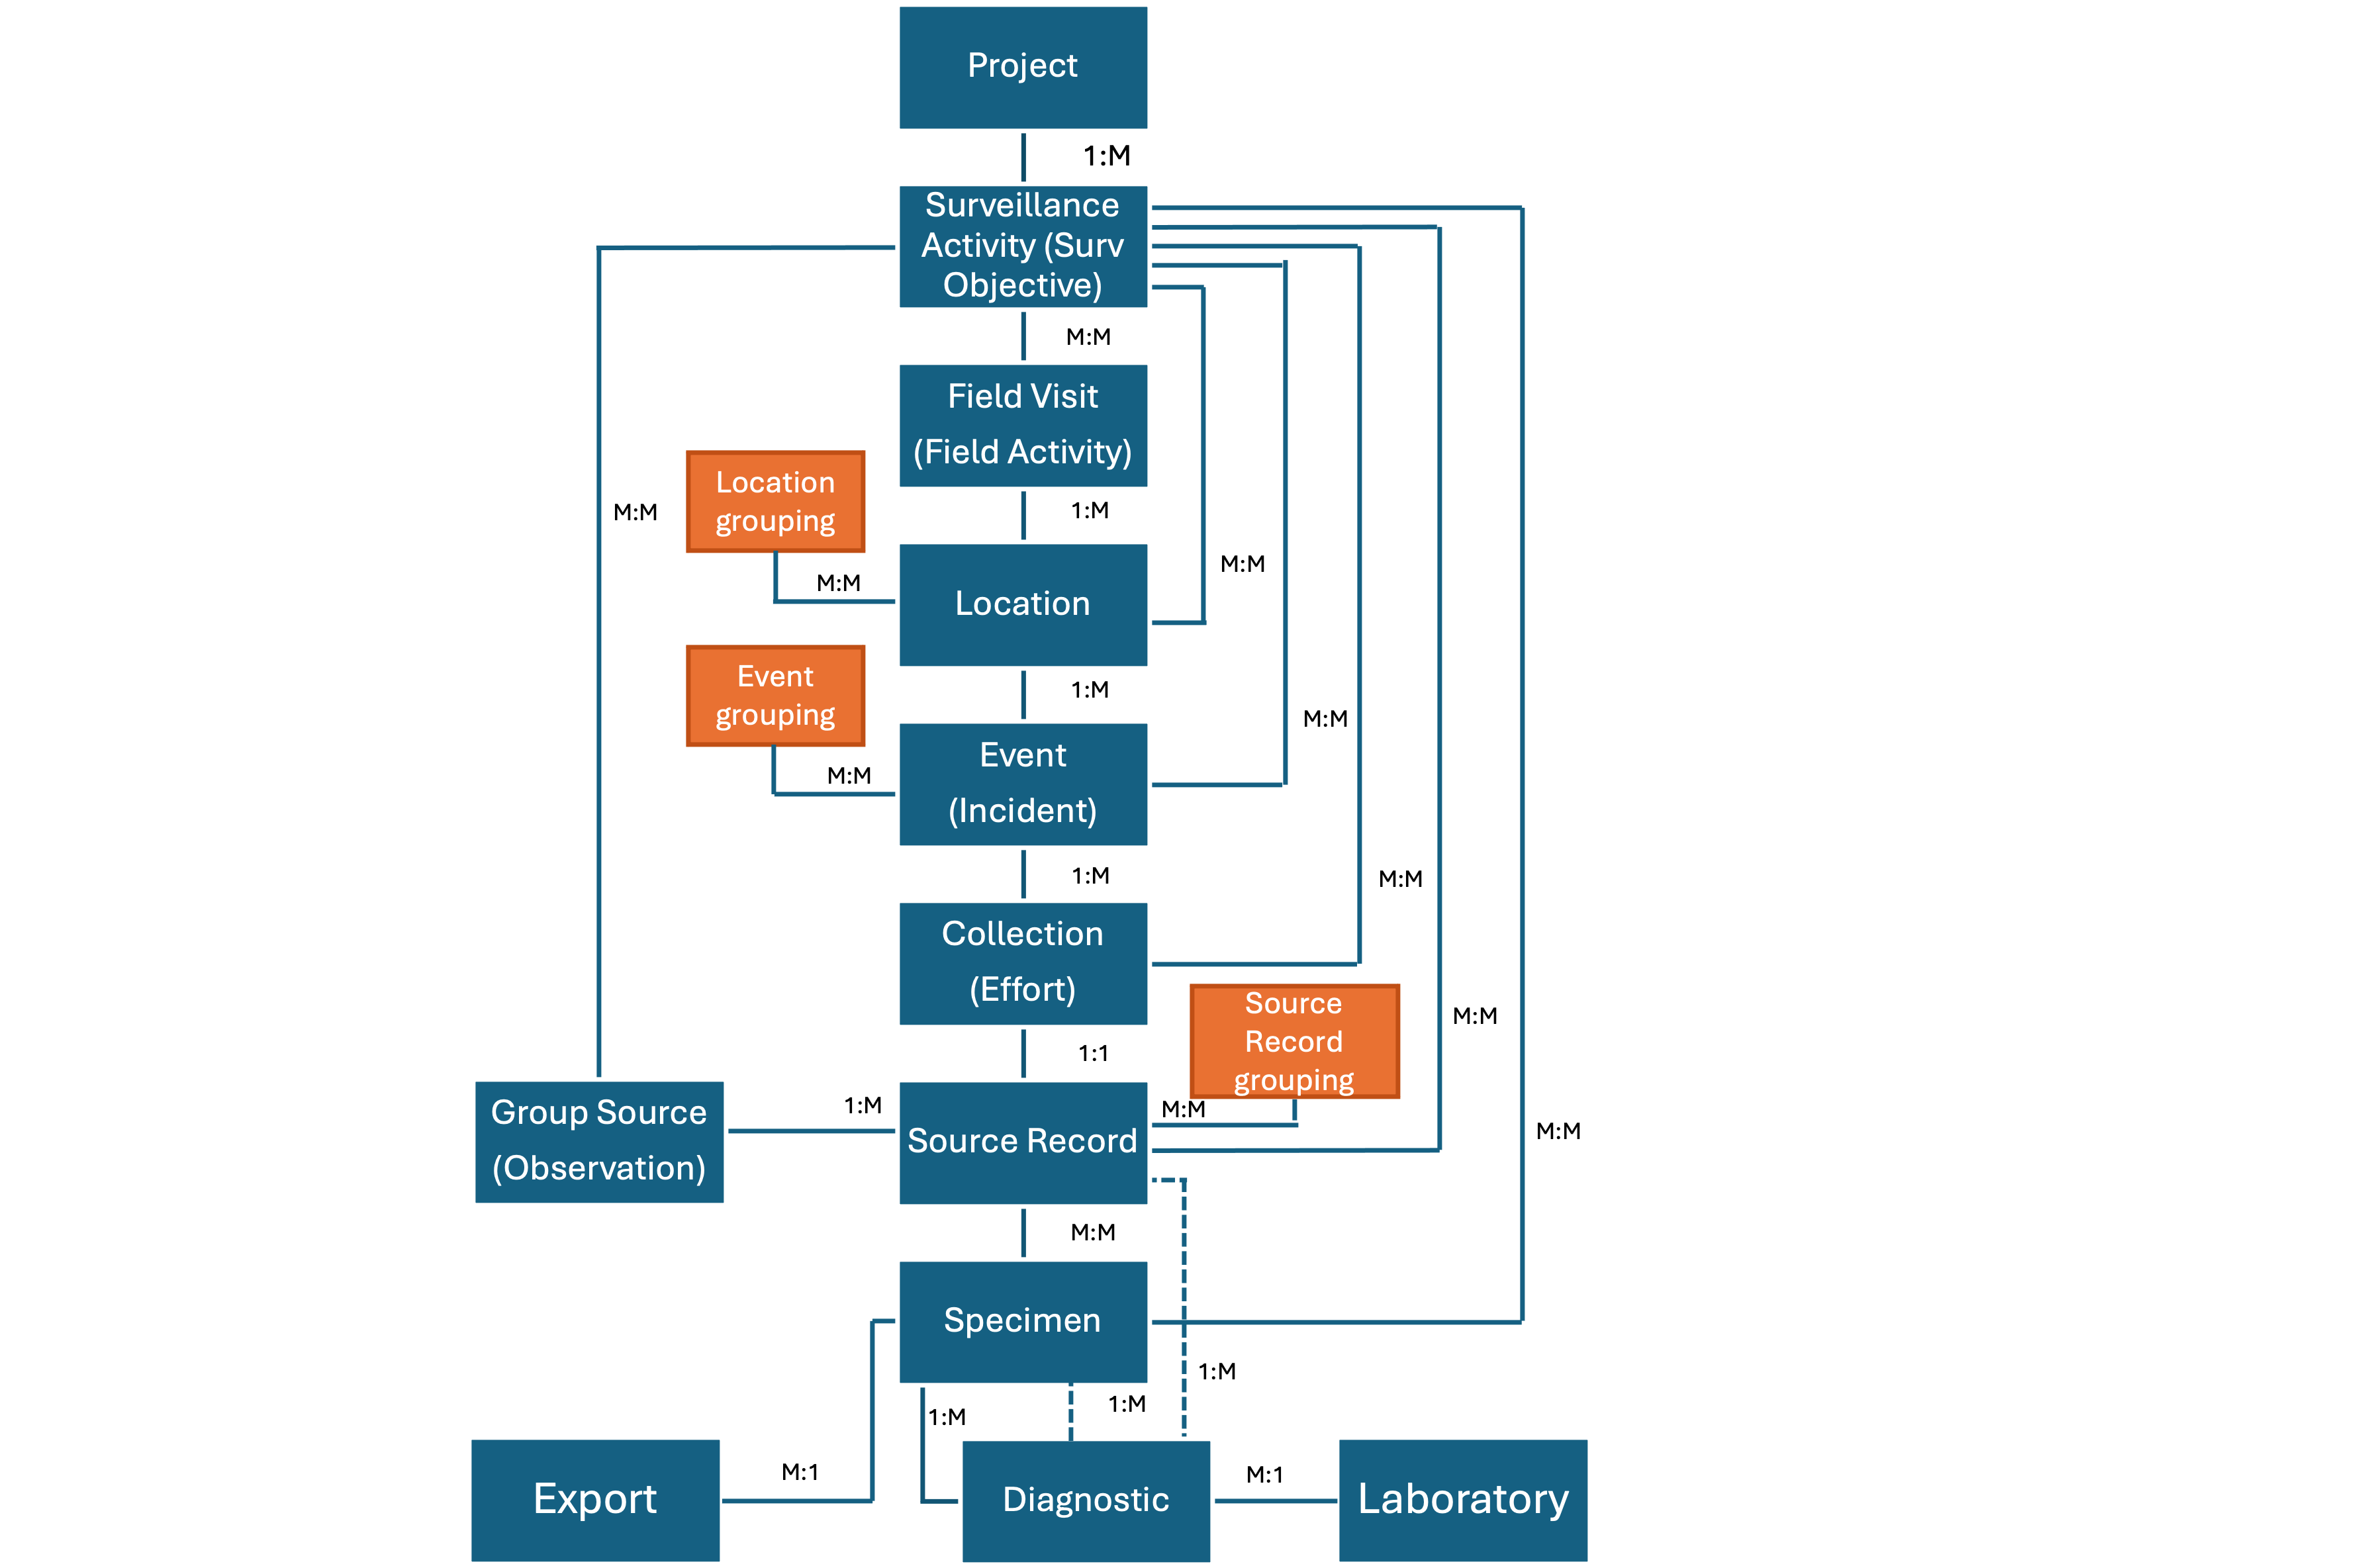 Project
1:M
Surveillance
Activity (Surv
Objective)
M:M
Field Visit
(Field Activity)
Location
grouping
M:M
1:M
M:M
M:M
Location
1:M
Event
grouping
M:M
M:M
Event
(Incident)
1:M
M:M
Collection
(Effort)
Source
Record
grouping
M:M
1:1
Group Source
(Observation)
1:M
Source Record
M:M
M:M
M:M
Specimen
1:M
1:M
1:M
Export
M:1
Diagnostic
M:1
Laboratory